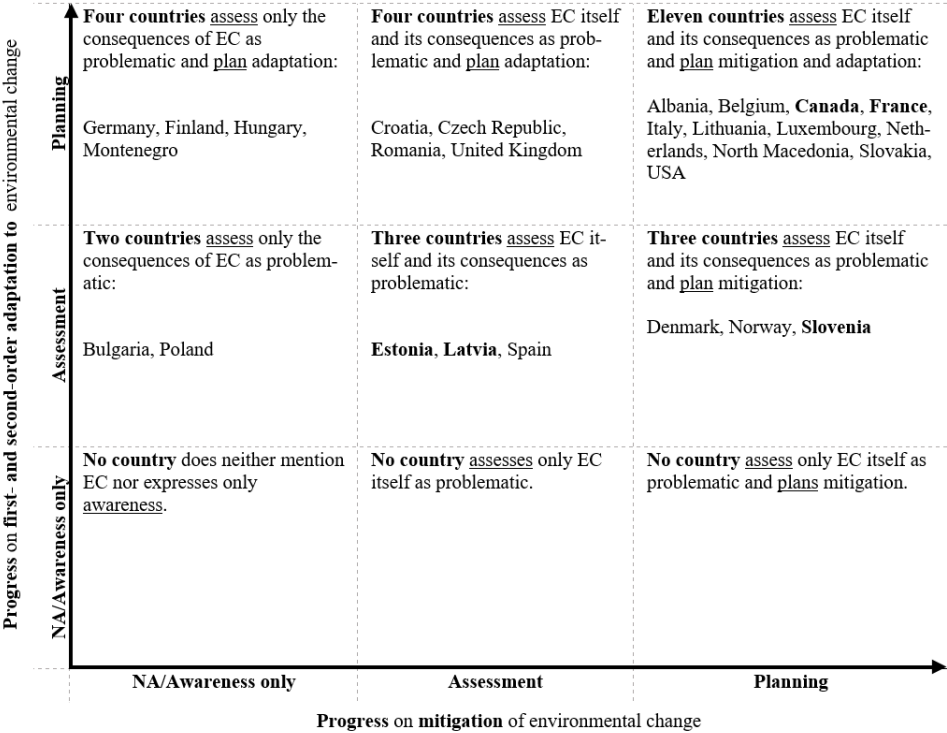 Progress on first- and second-order adaptation to environmental change
Planning
Four countries assess only the
consequences of EC as
problematic and plan adaptation:
Germany, Finland, Hungary,
Montenegro
Four countries assess EC itself
and its consequences as prob-
lematic and plan adaptation:
Croatia, Czech Republic,
Romania, United Kingdom
Eleven countries assess EC itself
and its consequences as problematic
and plan mitigation and adaptation:
Albania, Belgium, Canada, France,
Italy, Lithuania, Luxembourg, Neth-
erlands, North Macedonia, Slovakia,
USA
Assessment
Two countries assess only the
consequences of EC as problem-
atic:
Bulgaria, Poland
Three countries assess EC it-
self and its consequences as
problematic:
Estonia, Latvia, Spain
Three countries assess EC itself
and its consequences as problematic
and plan mitigation:
Denmark, Norway, Slovenia
NA/Awareness only
No country does neither mention
EC nor expresses only
awareness.
No country assesses only EC
itself as problematic.
No country assess only EC itself as
problematic and plans mitigation.
NA/Awareness only
Assessment
Planning
Progress on mitigation of environmental change